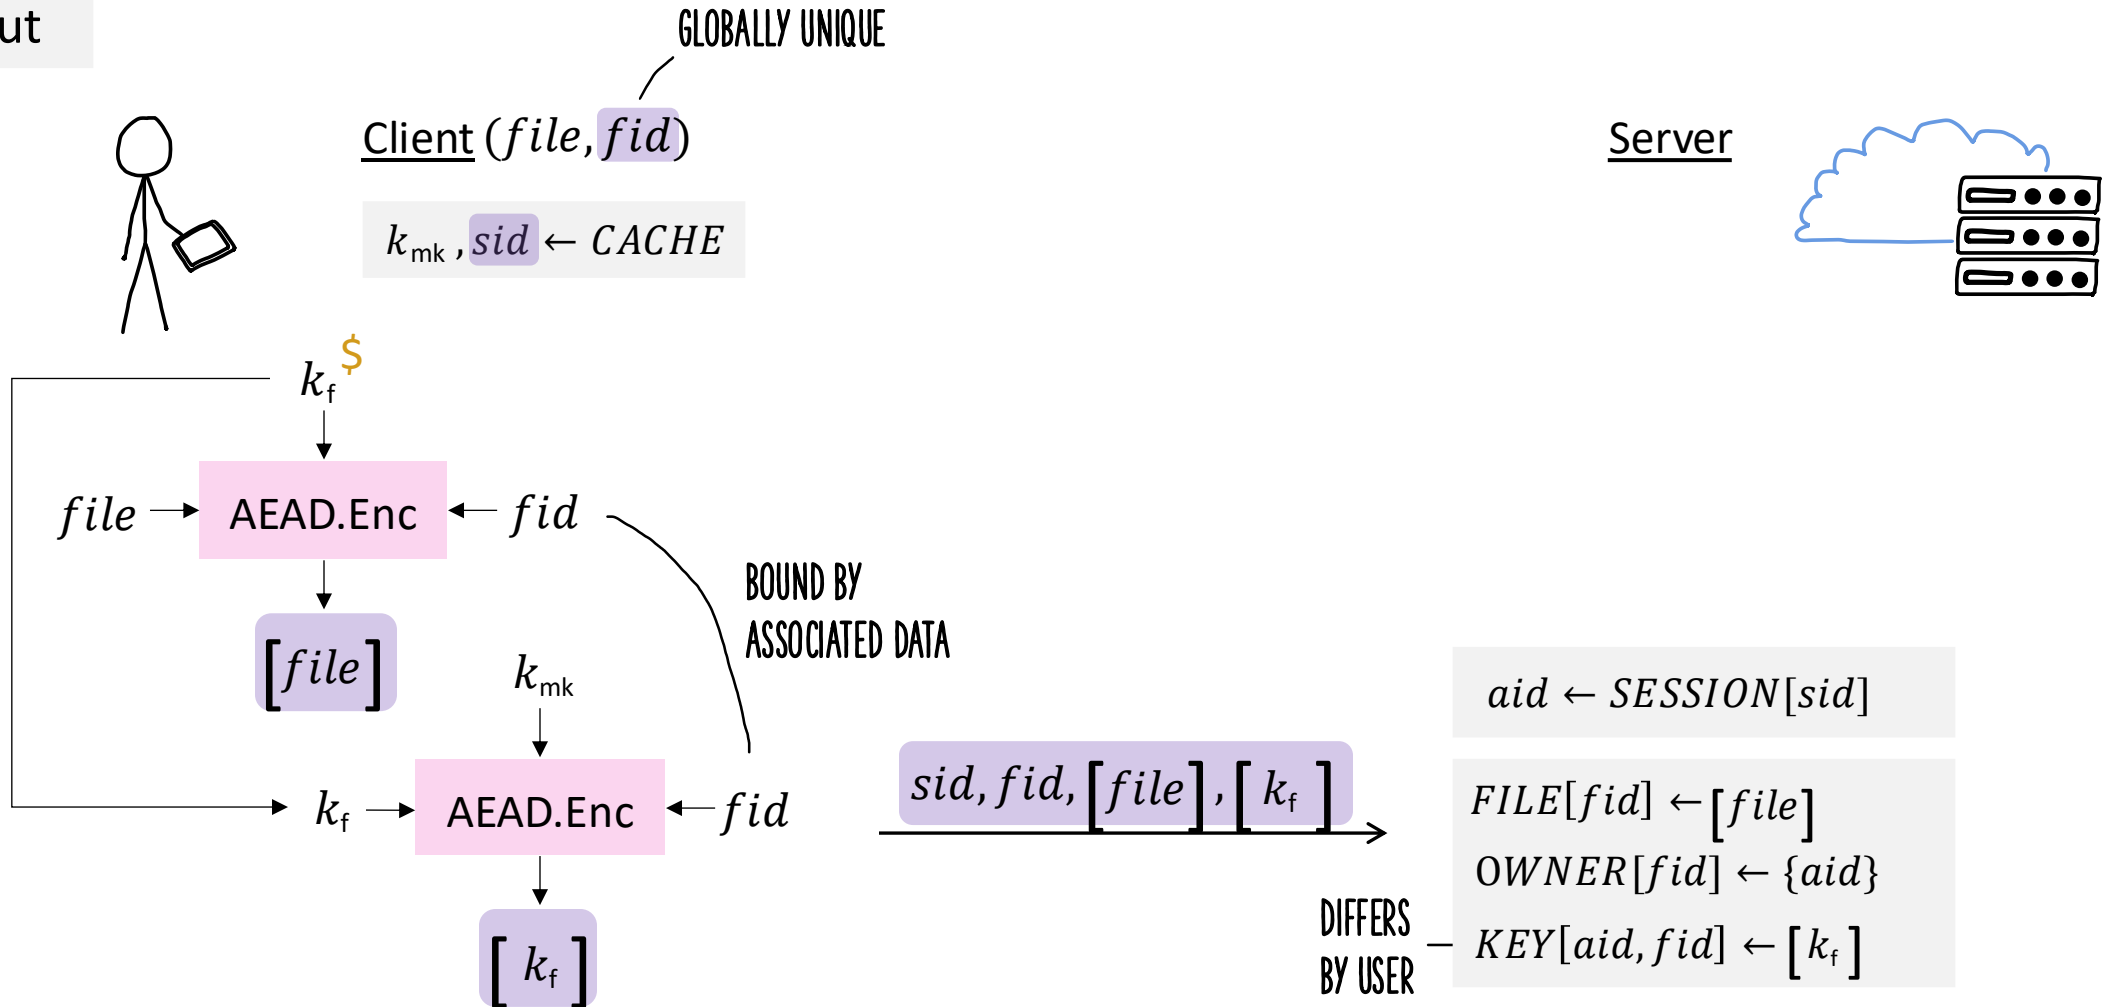 ut
GLOBALLY UNIQUE
Client (file, fid)
Server
k_mk , sid ← CACHE
k_f $
file AEAD.Enc fid
BOUND BY
ASSOCIATED DATA
[file]
k_mk
aid ← SESSION[sid]
sid, fid, [file], [k_f]
k_f AEAD.Enc fid
FILE[fid] ← [file]
OWNER[fid] ← {aid}
DIFFERS
BY USER
KEY[aid, fid] ← [k_f]
[k_f]